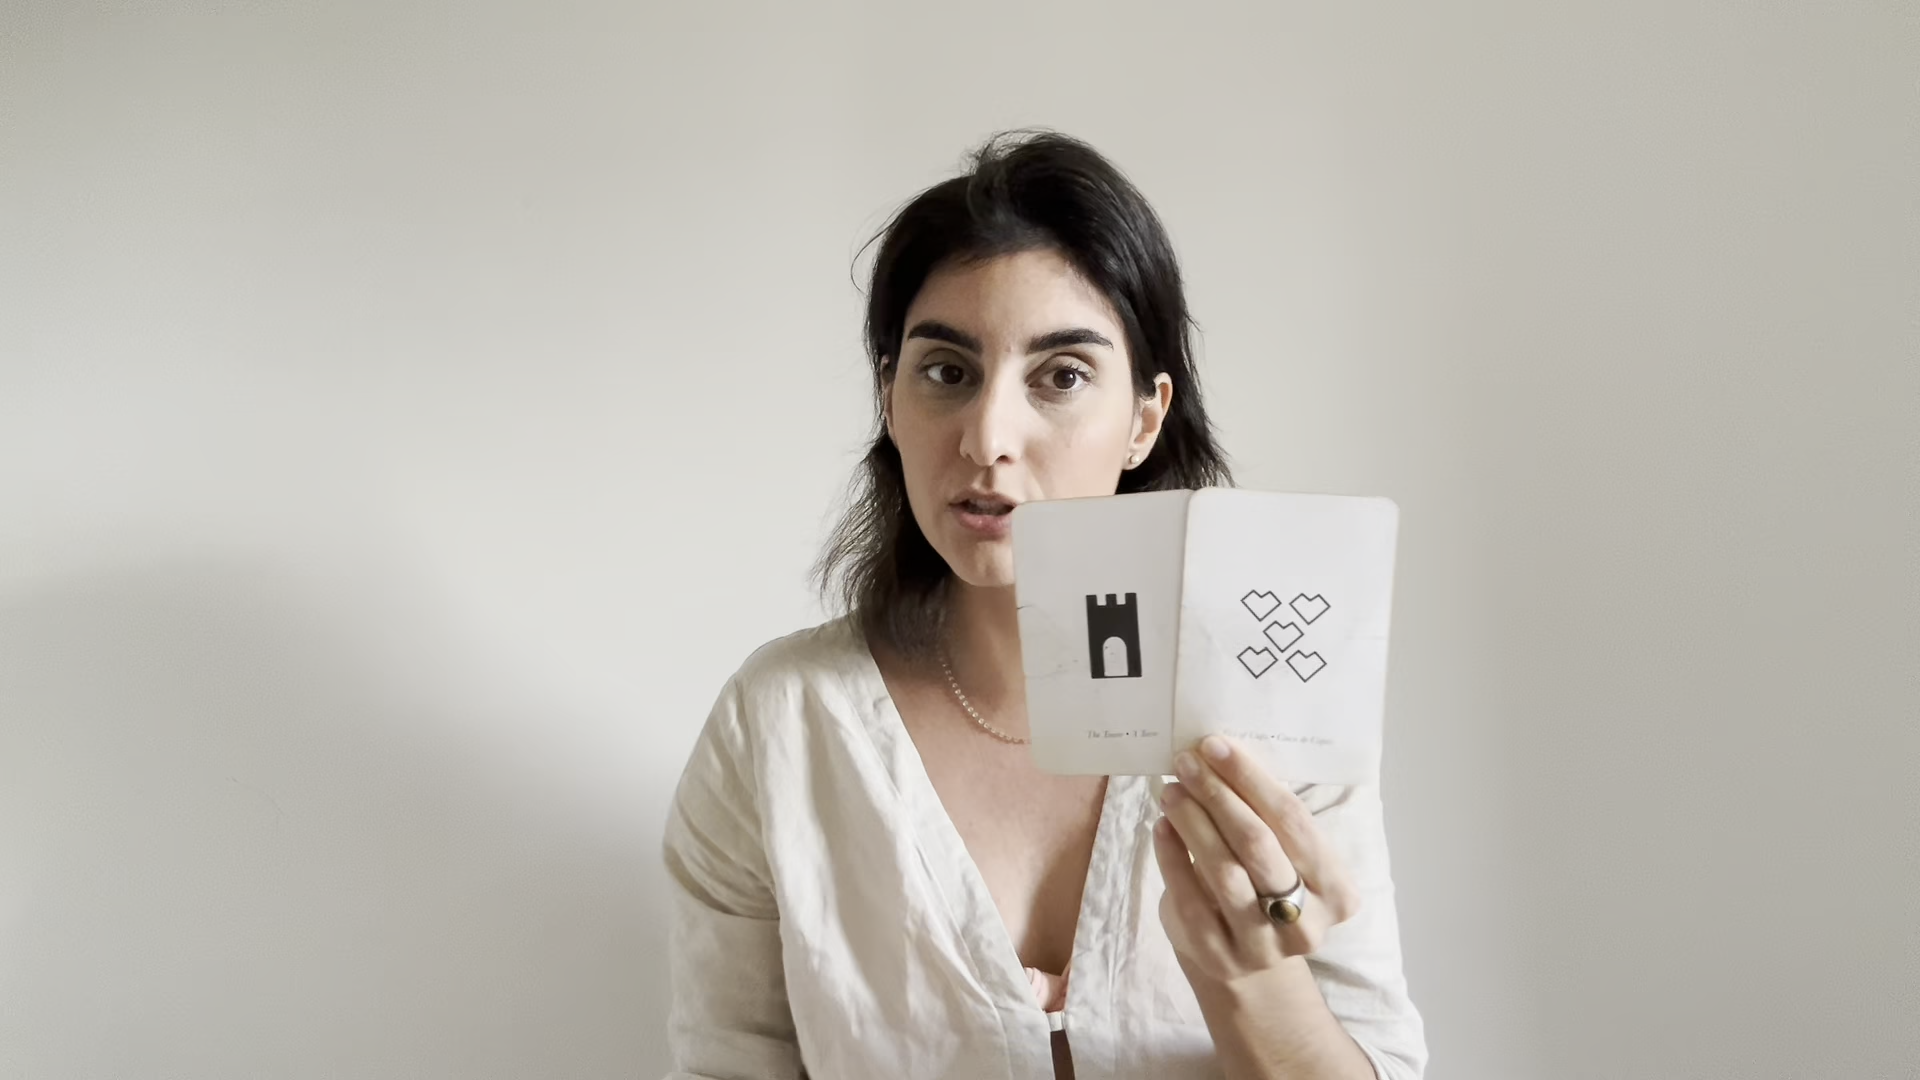 The Tower • A Torre
of Cups • Cinco de Copas